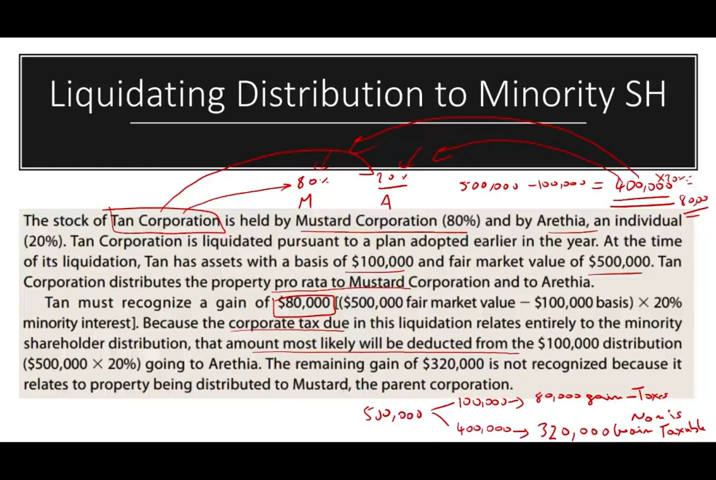 Liquidating Distribution to Minority SH
80% 20% 500,000 - 100,000 = 400,000 x 20% =
M A 80,00
The stock of Tan Corporation is held by Mustard Corporation (80%) and by Arethia, an individual
(20%). Tan Corporation is liquidated pursuant to a plan adopted earlier in the year. At the time
of its liquidation, Tan has assets with a basis of $100,000 and fair market value of $500,000. Tan
Corporation distributes the property pro rata to Mustard Corporation and to Arethia.
Tan must recognize a gain of $80,000 [($500,000 fair market value − $100,000 basis) × 20%
minority interest]. Because the corporate tax due in this liquidation relates entirely to the minority
shareholder distribution, that amount most likely will be deducted from the $100,000 distribution
($500,000 × 20%) going to Arethia. The remaining gain of $320,000 is not recognized because it
relates to property being distributed to Mustard, the parent corporation.
100,000 → 80,000 gain - Taxes
500,000
400,000 → 320,000 Gain Taxable